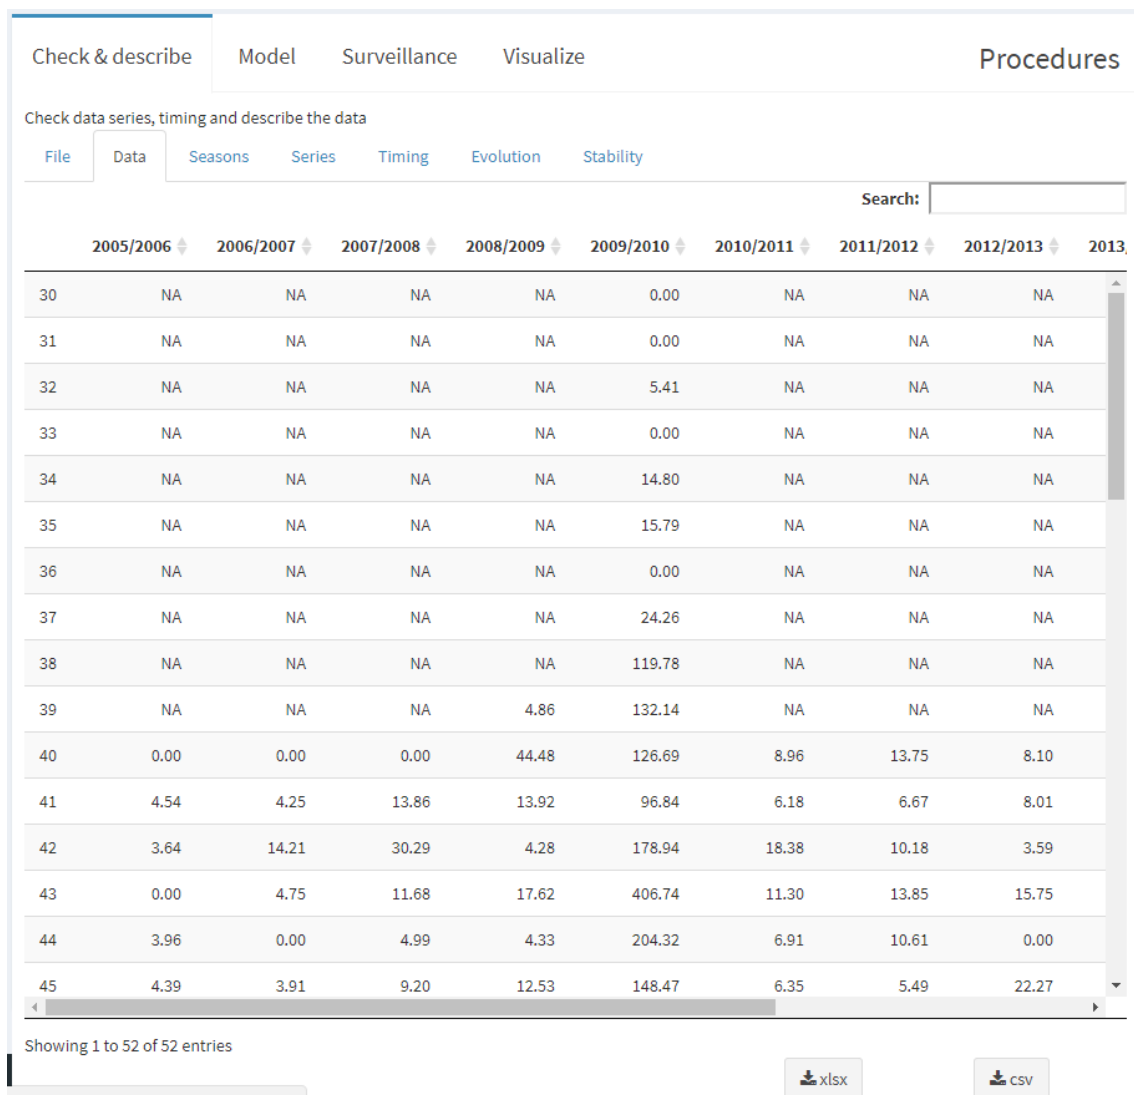 Check & describe Model Surveillance Visualize Procedures
Check data series, timing and describe the data
File Data Seasons Series Timing Evolution Stability
Search:
2005/2006 2006/2007 2007/2008 2008/2009 2009/2010 2010/2011 2011/2012 2012/2013 2013/
30 NA NA NA NA 0.00 NA NA NA
31 NA NA NA NA 0.00 NA NA NA
32 NA NA NA NA 5.41 NA NA NA
33 NA NA NA NA 0.00 NA NA NA
34 NA NA NA NA 14.80 NA NA NA
35 NA NA NA NA 15.79 NA NA NA
36 NA NA NA NA 0.00 NA NA NA
37 NA NA NA NA 24.26 NA NA NA
38 NA NA NA NA 119.78 NA NA NA
39 NA NA NA 4.86 132.14 NA NA NA
40 0.00 0.00 0.00 44.48 126.69 8.96 13.75 8.10
41 4.54 4.25 13.86 13.92 96.84 6.18 6.67 8.01
42 3.64 14.21 30.29 4.28 178.94 18.38 10.18 3.59
43 0.00 4.75 11.68 17.62 406.74 11.30 13.85 15.75
44 3.96 0.00 4.99 4.33 204.32 6.91 10.61 0.00
45 4.39 3.91 9.20 12.53 148.47 6.35 5.49 22.27
Showing 1 to 52 of 52 entries
xlsx csv